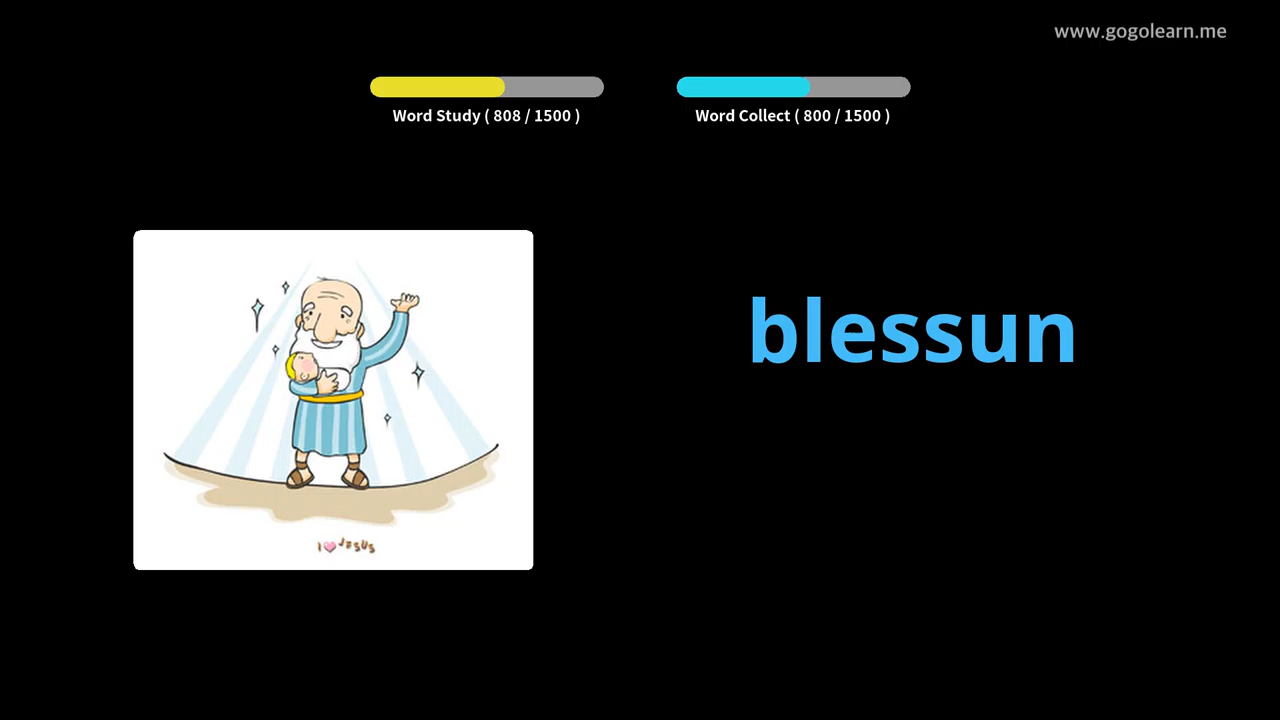 www.gogolearn.me
Word Study ( 808 / 1500 )
Word Collect ( 800 / 1500 )
blessun
I ♥ JESUS